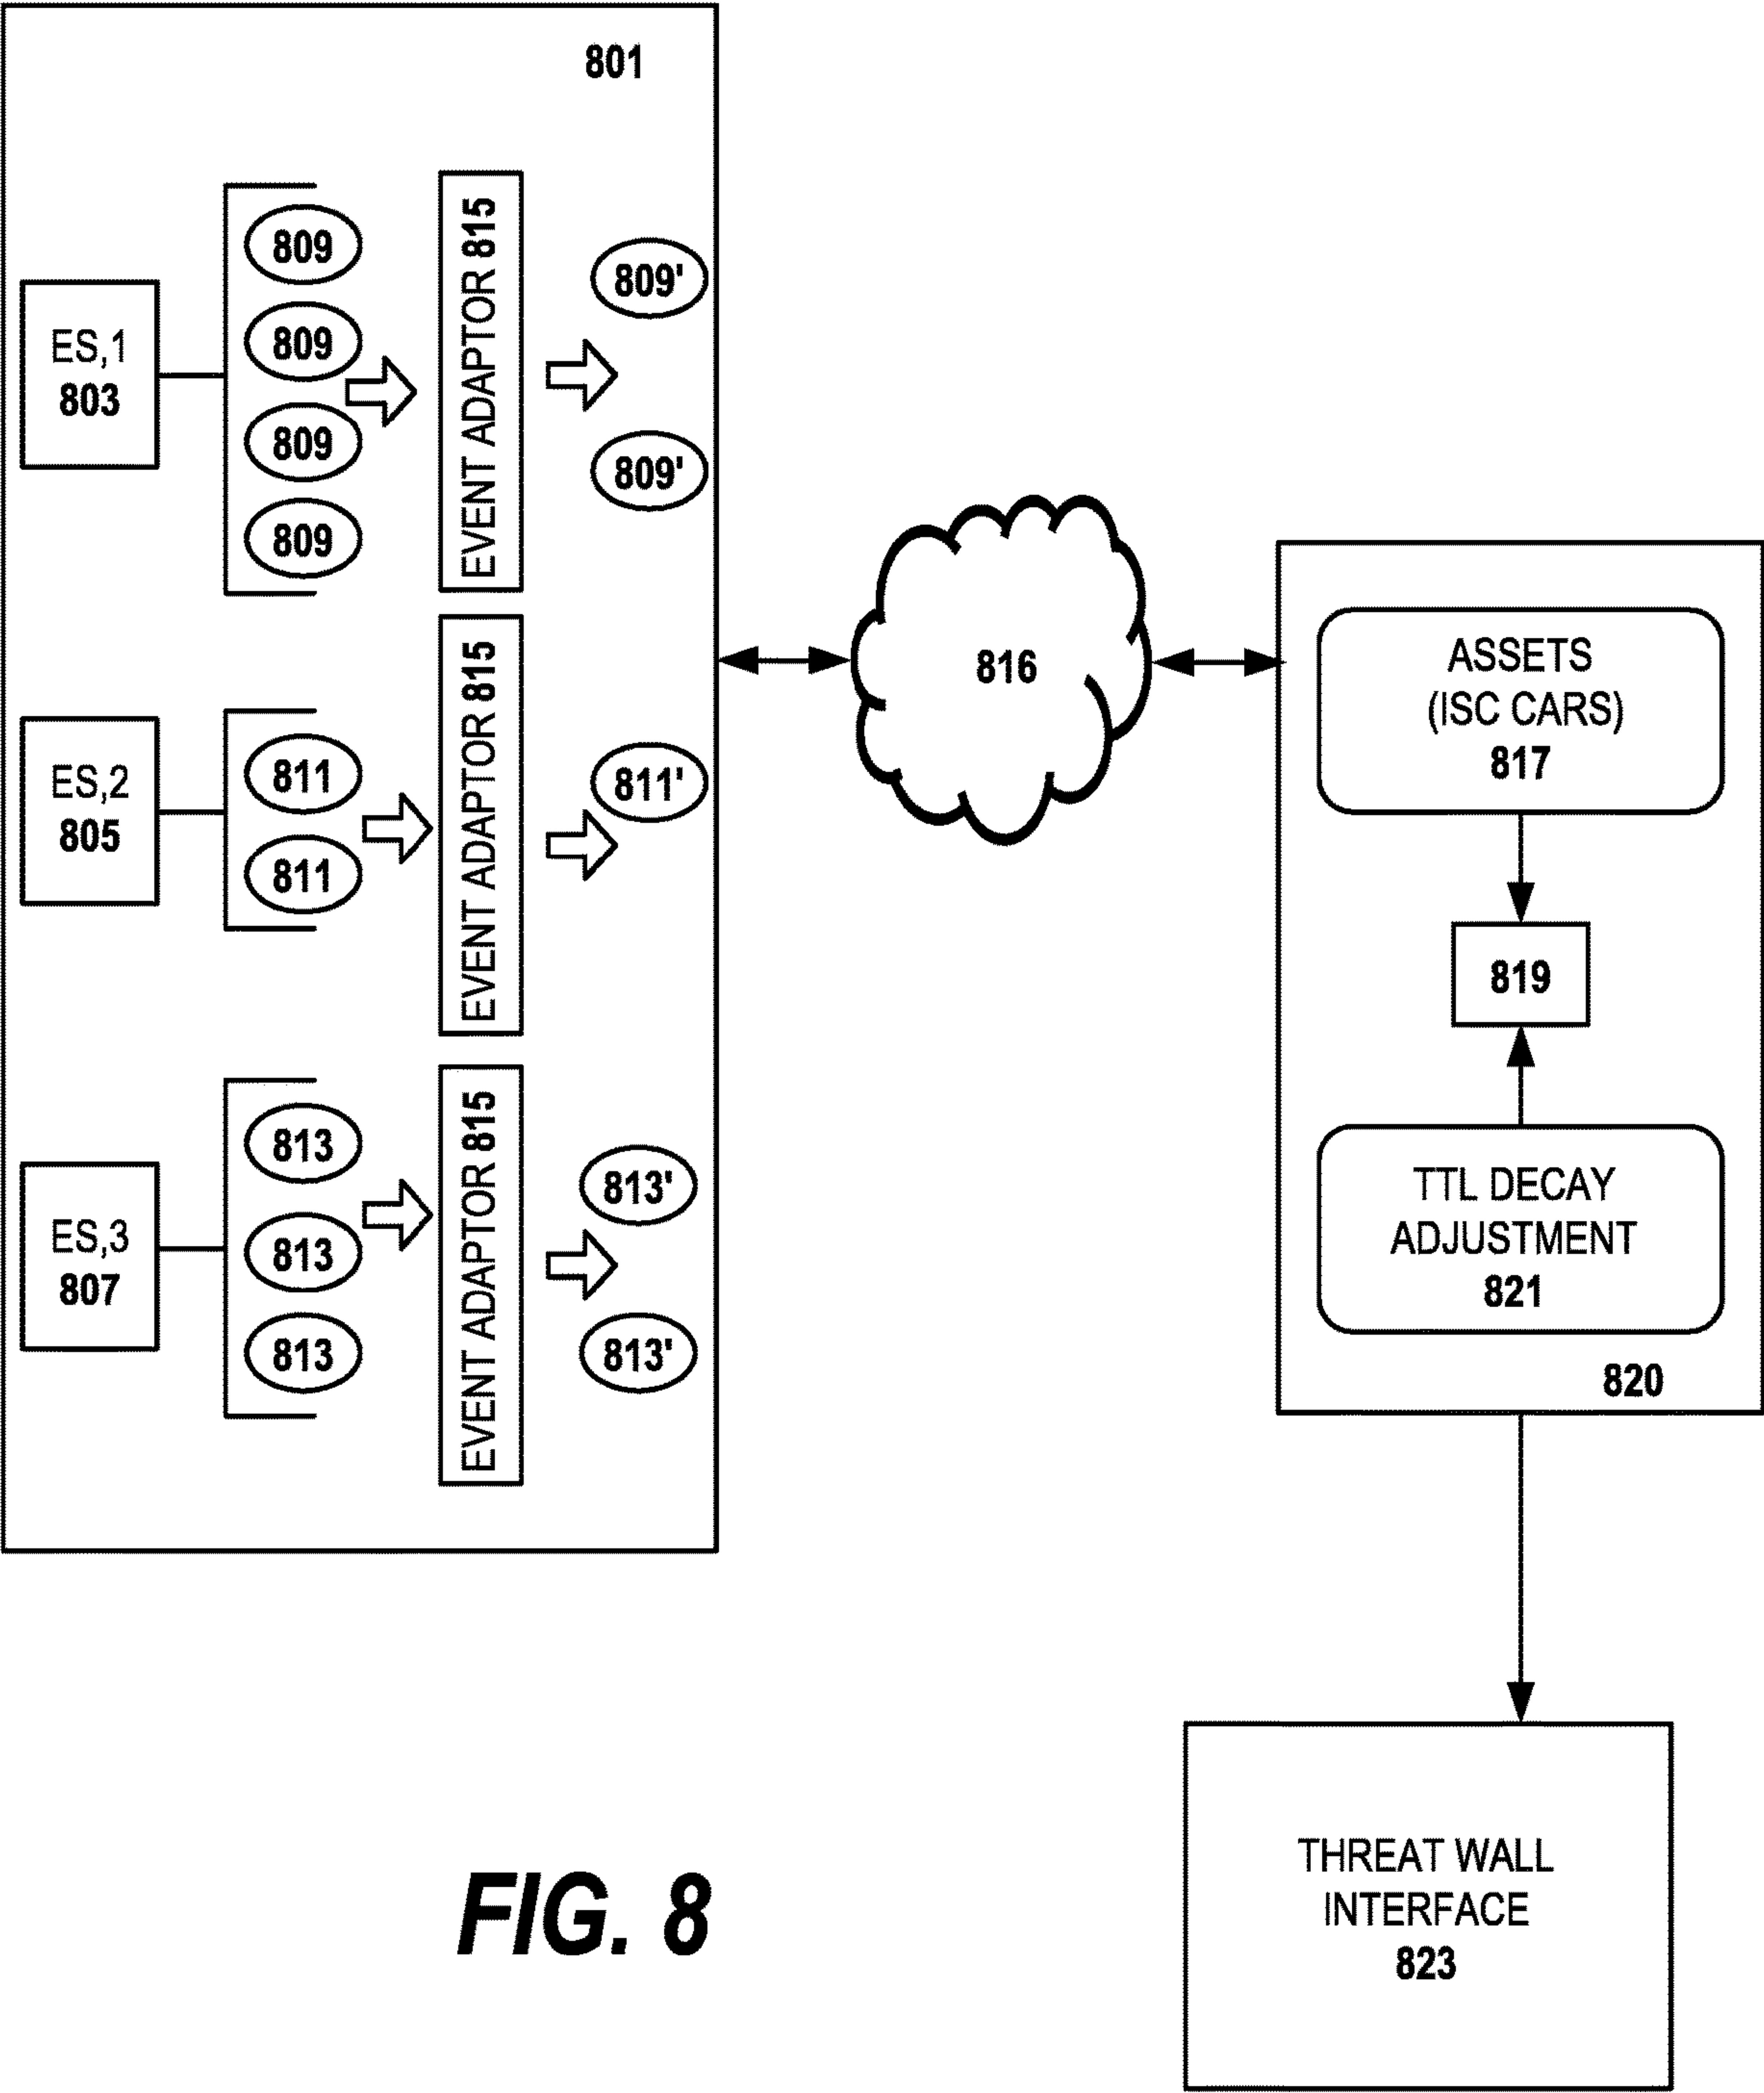 801
ES,1
803
809
809
809
809
EVENT ADAPTOR 815
809'
809'
ES,2
805
811
811
EVENT ADAPTOR 815
811'
ES,3
807
813
813
813
EVENT ADAPTOR 815
813'
813'
816
ASSETS
(ISC CARS)
817
819
TTL DECAY
ADJUSTMENT
821
820
THREAT WALL
INTERFACE
823
FIG. 8